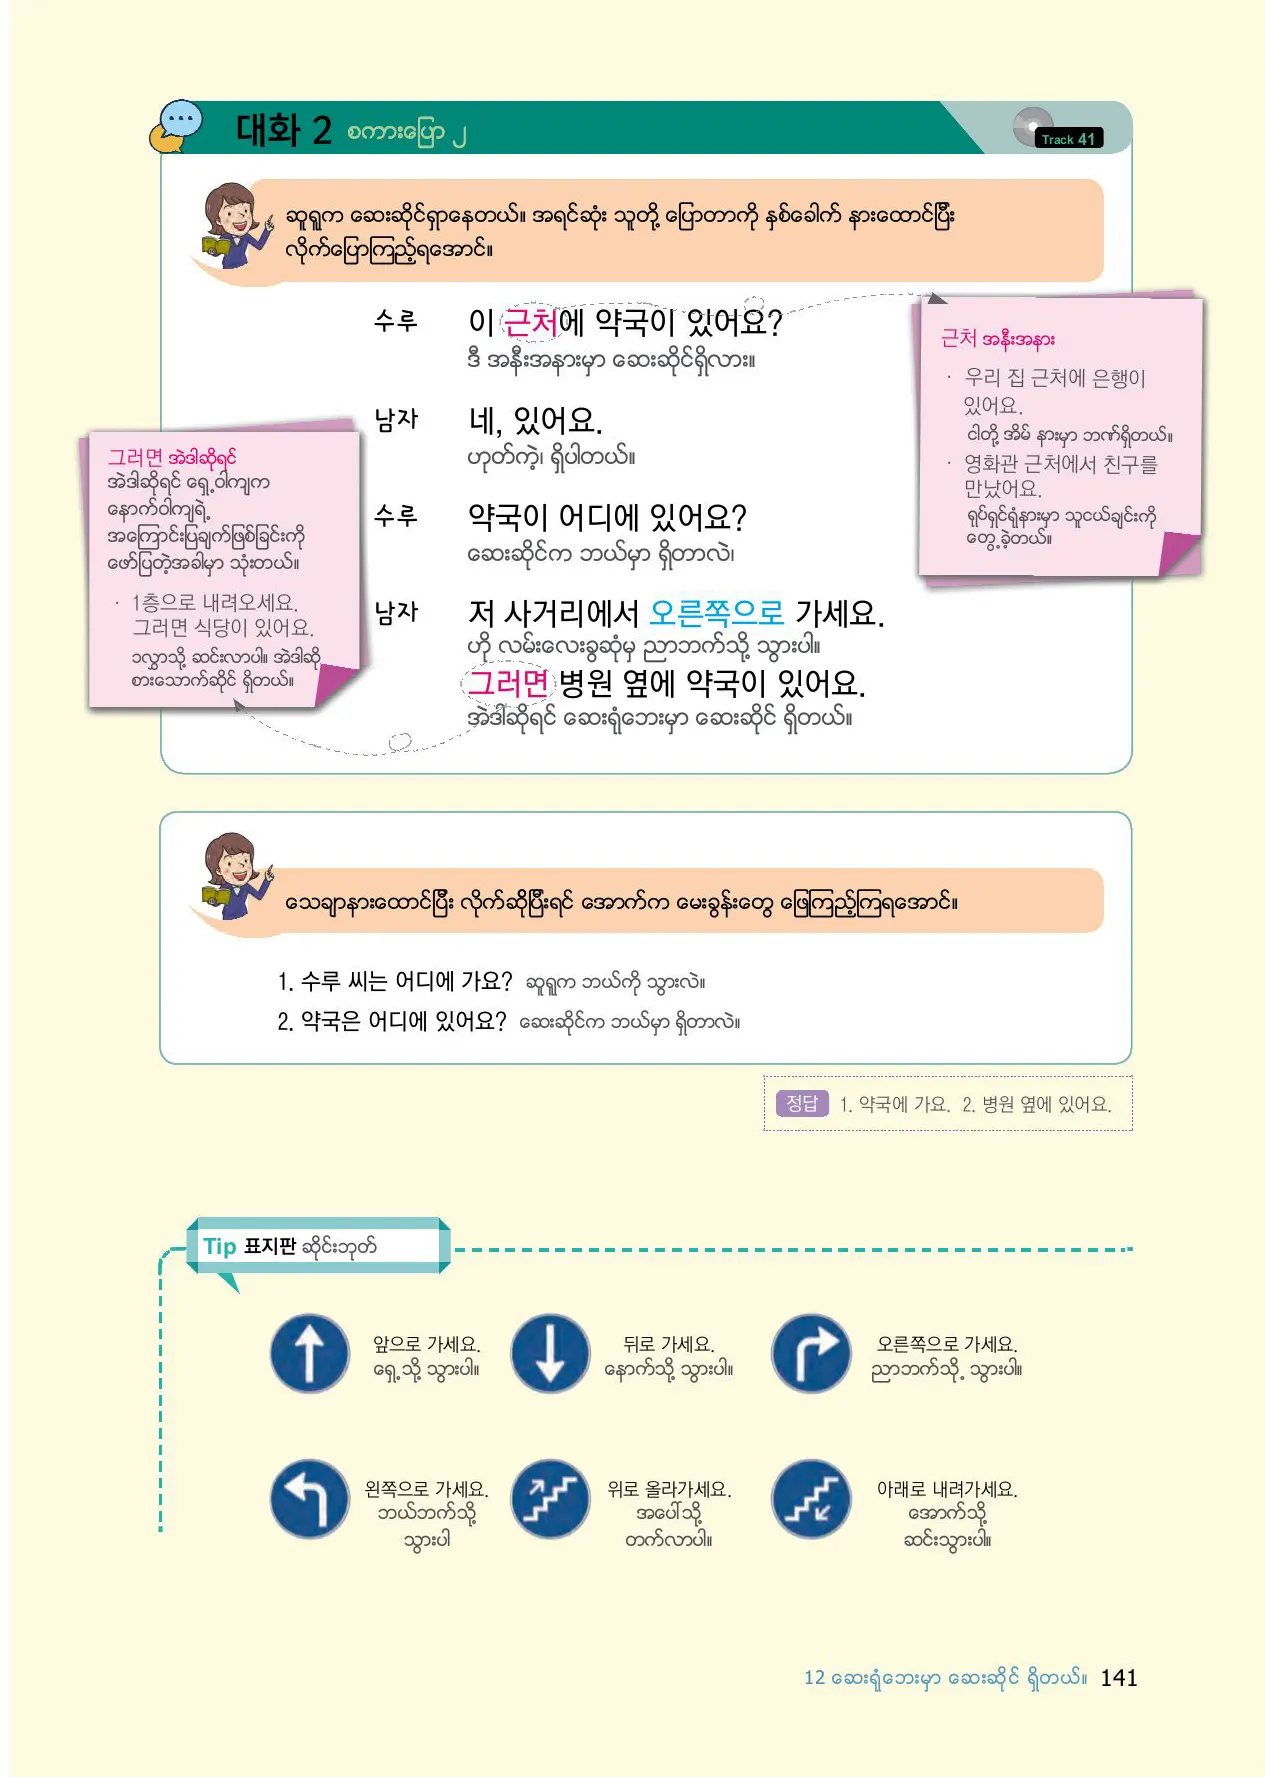 대화 2 စကားပြော ၂
Track 41
ဆူရူက ဆေးဆိုင်ရှာနေတယ်။ အရင်ဆုံး သူတို့ ပြောတာကို နှစ်ခေါက် နားထောင်ပြီး
လိုက်ပြောကြည့်ရအောင်။
수루 이 근처에 약국이 있어요?
ဒီ အနီးအနားမှာ ဆေးဆိုင်ရှိလား။
남자 네, 있어요.
ဟုတ်ကဲ့၊ ရှိပါတယ်။
수루 약국이 어디에 있어요?
ဆေးဆိုင်က ဘယ်မှာ ရှိတာလဲ၊
남자 저 사거리에서 오른쪽으로 가세요.
ဟို လမ်းလေးခွဆုံမှ ညာဘက်သို့ သွားပါ။
그러면 병원 옆에 약국이 있어요.
အဲဒါဆိုရင် ဆေးရုံဘေးမှာ ဆေးဆိုင် ရှိတယ်။
근처 အနီးအနား
· 우리 집 근처에 은행이
있어요.
ငါတို့ အိမ် နားမှာ ဘဏ်ရှိတယ်။
· 영화관 근처에서 친구를
만났어요.
ရုပ်ရှင်ရုံနားမှာ သူငယ်ချင်းကို
တွေ့ခဲ့တယ်။
그러면 အဲဒါဆိုရင်
အဲဒါဆိုရင် ရှေ့ဝါကျက
နောက်ဝါကျရဲ့
အကြောင်းပြချက်ဖြစ်ခြင်းကို
ဖော်ပြတဲ့အခါမှာ သုံးတယ်။
· 1층으로 내려오세요.
그러면 식당이 있어요.
၁လွှာသို့ ဆင်းလာပါ။ အဲဒါဆို
စားသောက်ဆိုင် ရှိတယ်။
သေချာနားထောင်ပြီး လိုက်ဆိုပြီးရင် အောက်က မေးခွန်းတွေ ဖြေကြည့်ကြရအောင်။
1. 수루 씨는 어디에 가요? ဆူရူက ဘယ်ကို သွားလဲ။
2. 약국은 어디에 있어요? ဆေးဆိုင်က ဘယ်မှာ ရှိတာလဲ။
정답 1. 약국에 가요. 2. 병원 옆에 있어요.
Tip 표지판 ဆိုင်းဘုတ်
앞으로 가세요.
ရှေ့သို့ သွားပါ။
뒤로 가세요.
နောက်သို့ သွားပါ။
오른쪽으로 가세요.
ညာဘက်သို့ သွားပါ။
왼쪽으로 가세요.
ဘယ်ဘက်သို့
သွားပါ
위로 올라가세요.
အပေါ်သို့
တက်လာပါ။
아래로 내려가세요.
အောက်သို့
ဆင်းသွားပါ။
12 ဆေးရုံဘေးမှာ ဆေးဆိုင် ရှိတယ်။ 141